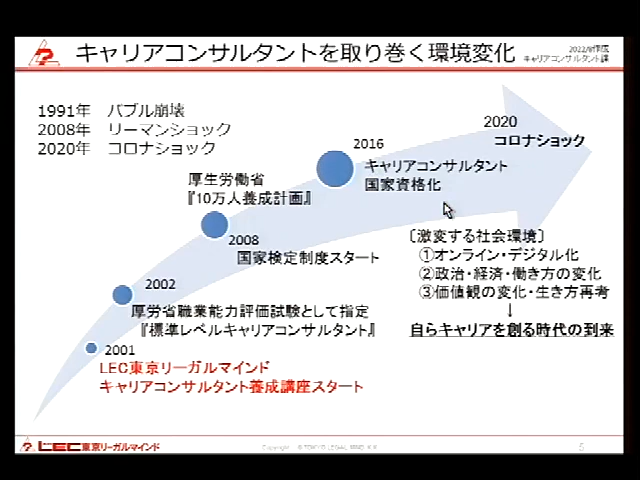 キャリアコンサルタントを取り巻く環境変化
2022/8作成
キャリアコンサルタント課
1991年 バブル崩壊
2008年 リーマンショック
2020年 コロナショック
2020
コロナショック
2016
キャリアコンサルタント
国家資格化
厚生労働省
『10万人養成計画』
2008
国家検定制度スタート
〔激変する社会環境〕
①オンライン・デジタル化
②政治・経済・働き方の変化
③価値観の変化・生き方再考
↓
自らキャリアを創る時代の到来
2002
厚労省職業能力評価試験として指定
『標準レベルキャリアコンサルタント』
2001
LEC東京リーガルマインド
キャリアコンサルタント養成講座スタート
LEC東京リーガルマインド
5